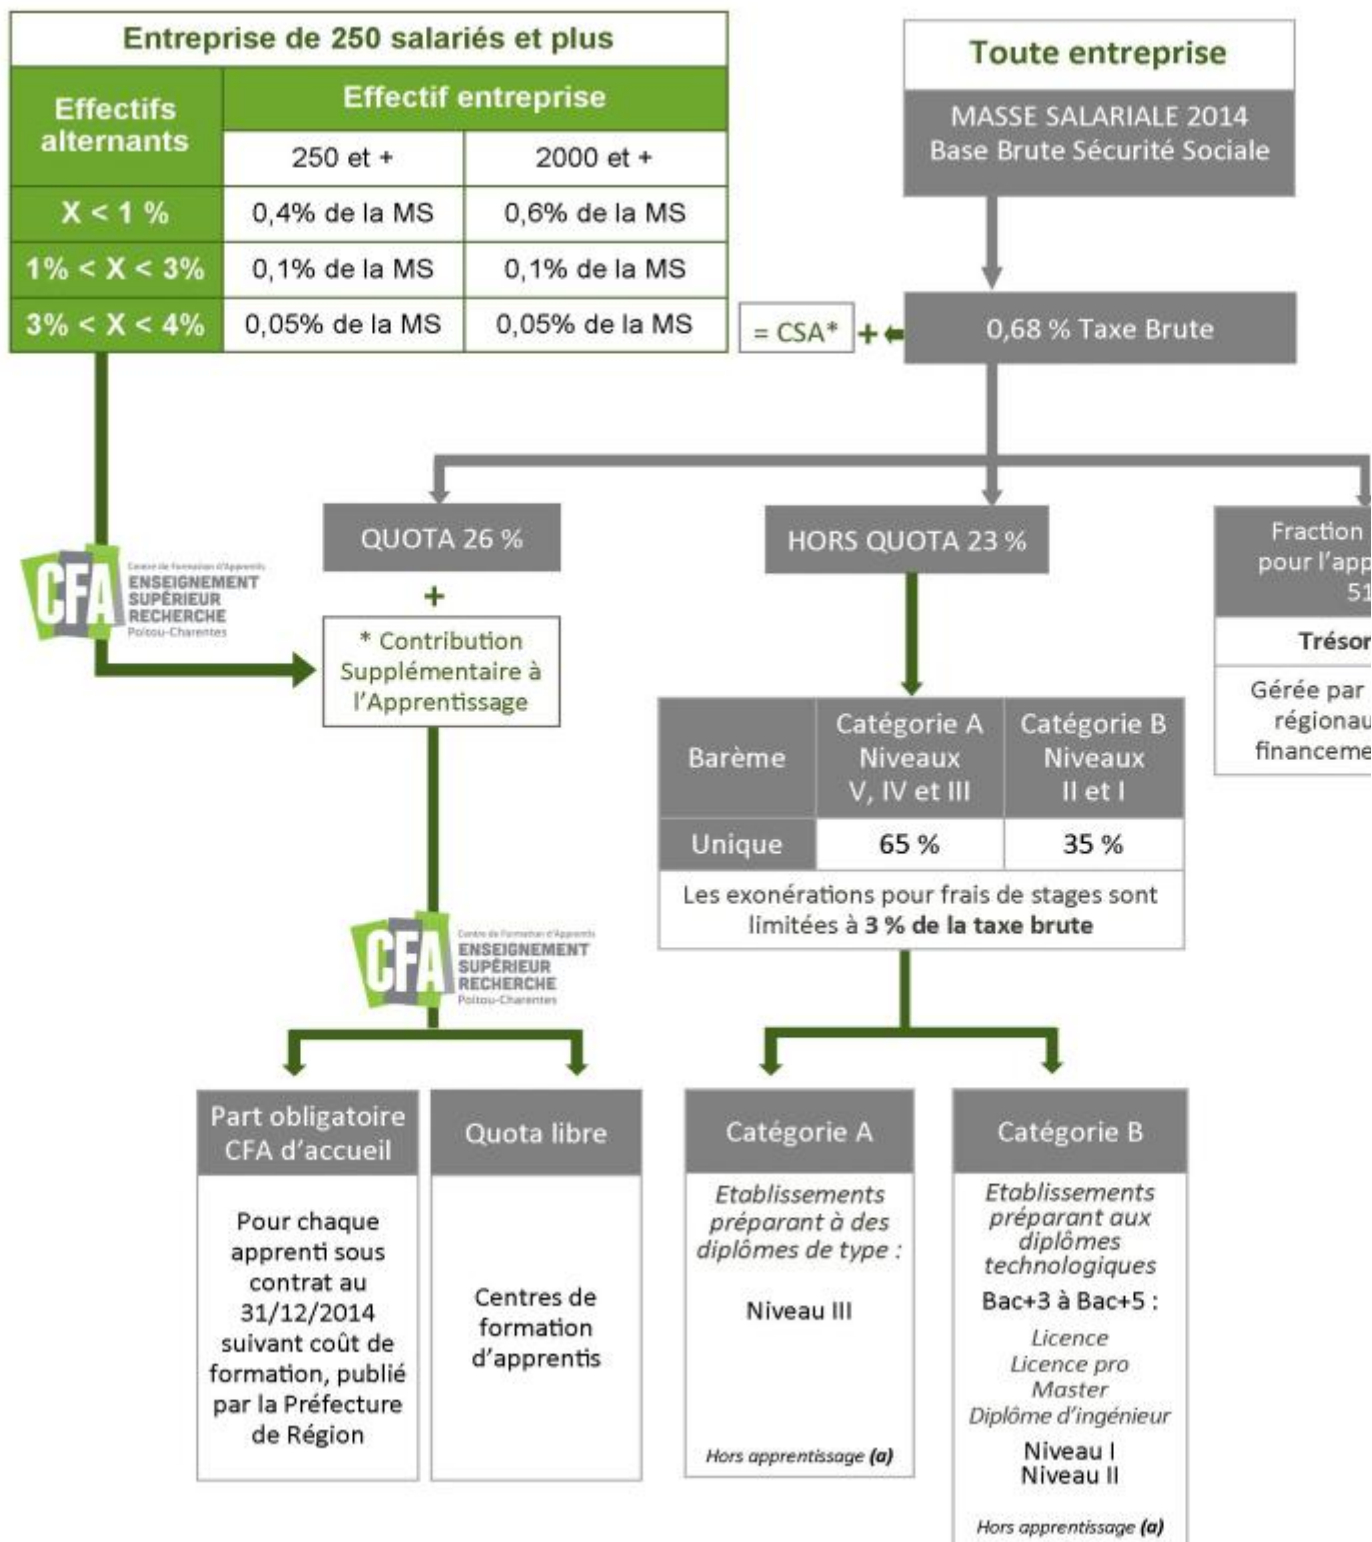 Entreprise de 250 salariés et plus
Effectifs
alternants
Effectif entreprise
250 et +
2000 et +
X < 1 %
0,4% de la MS
0,6% de la MS
1% < X < 3%
0,1% de la MS
0,1% de la MS
3% < X < 4%
0,05% de la MS
0,05% de la MS
Toute entreprise
MASSE SALARIALE 2014
Base Brute Sécurité Sociale
= CSA*
+
0,68 % Taxe Brute
QUOTA 26 %
+
* Contribution
Supplémentaire à
l'Apprentissage
HORS QUOTA 23 %
Fraction
pour l'app
51
Trésor
Gérée par
régionau
financeme
CFA
Centre de Formation d'Apprentis
ENSEIGNEMENT
SUPÉRIEUR
RECHERCHE
Poitou-Charentes
Barème
Catégorie A
Niveaux
V, IV et III
Catégorie B
Niveaux
II et I
Unique
65 %
35 %
Les exonérations pour frais de stages sont
limitées à 3 % de la taxe brute
CFA
Centre de Formation d'Apprentis
ENSEIGNEMENT
SUPÉRIEUR
RECHERCHE
Poitou-Charentes
Part obligatoire
CFA d'accueil
Pour chaque
apprenti sous
contrat au
31/12/2014
suivant coût de
formation, publié
par la Préfecture
de Région
Quota libre
Centres de
formation
d'apprentis
Catégorie A
Etablissements
préparant à des
diplômes de type :
Niveau III
Hors apprentissage (a)
Catégorie B
Etablissements
préparant aux
diplômes
technologiques
Bac+3 à Bac+5 :
Licence
Licence pro
Master
Diplôme d'ingénieur
Niveau I
Niveau II
Hors apprentissage (a)